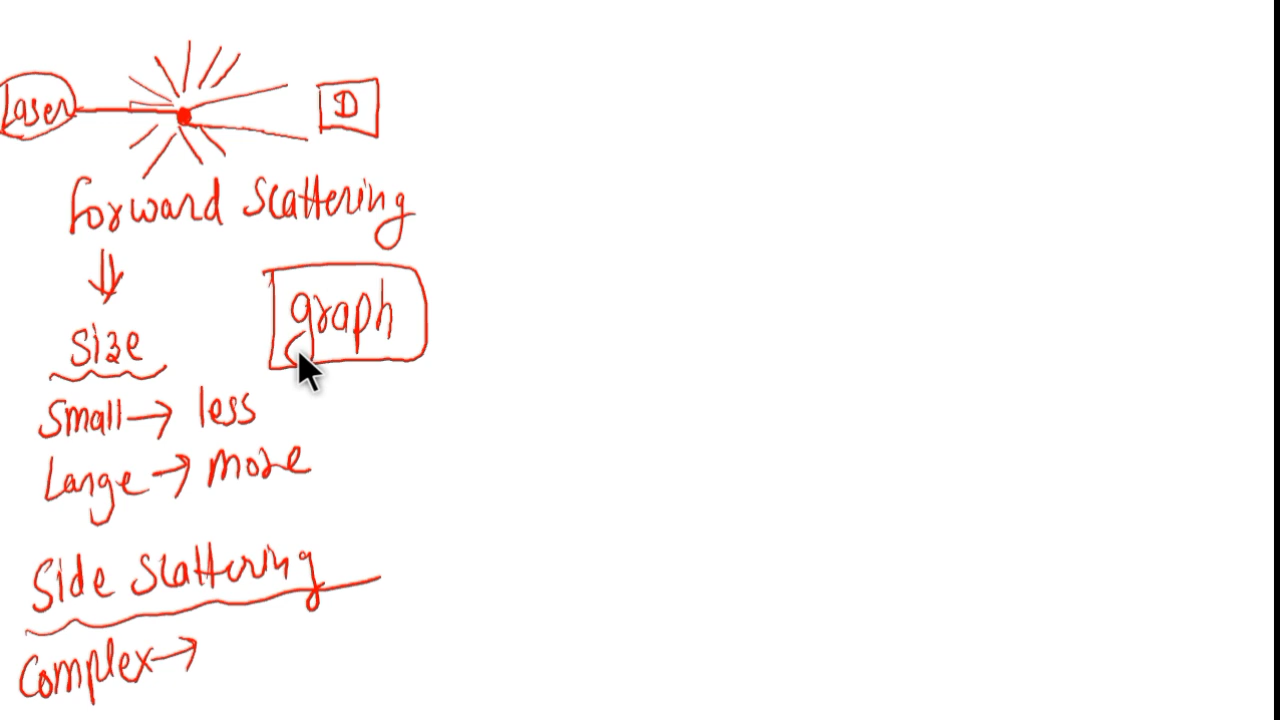 Laser
D
forward scattering
graph
Size
Small → less
Large → more
Side Scattering
Complex →